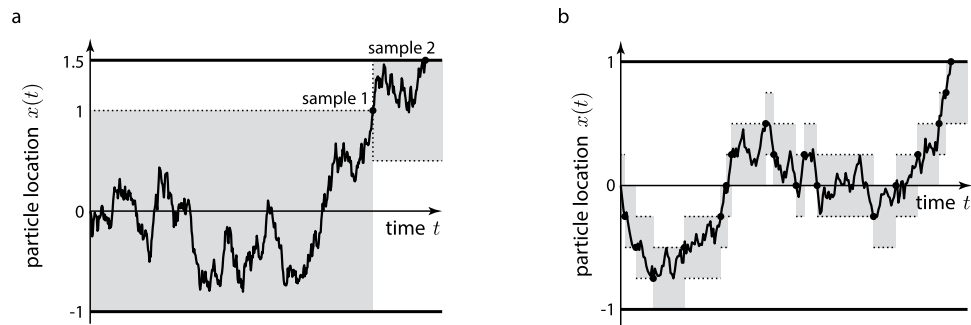 a
sample 2
1.5
sample 1
1
particle location x(t)
0
time t
-1
b
1
particle location x(t)
0
time t
-1